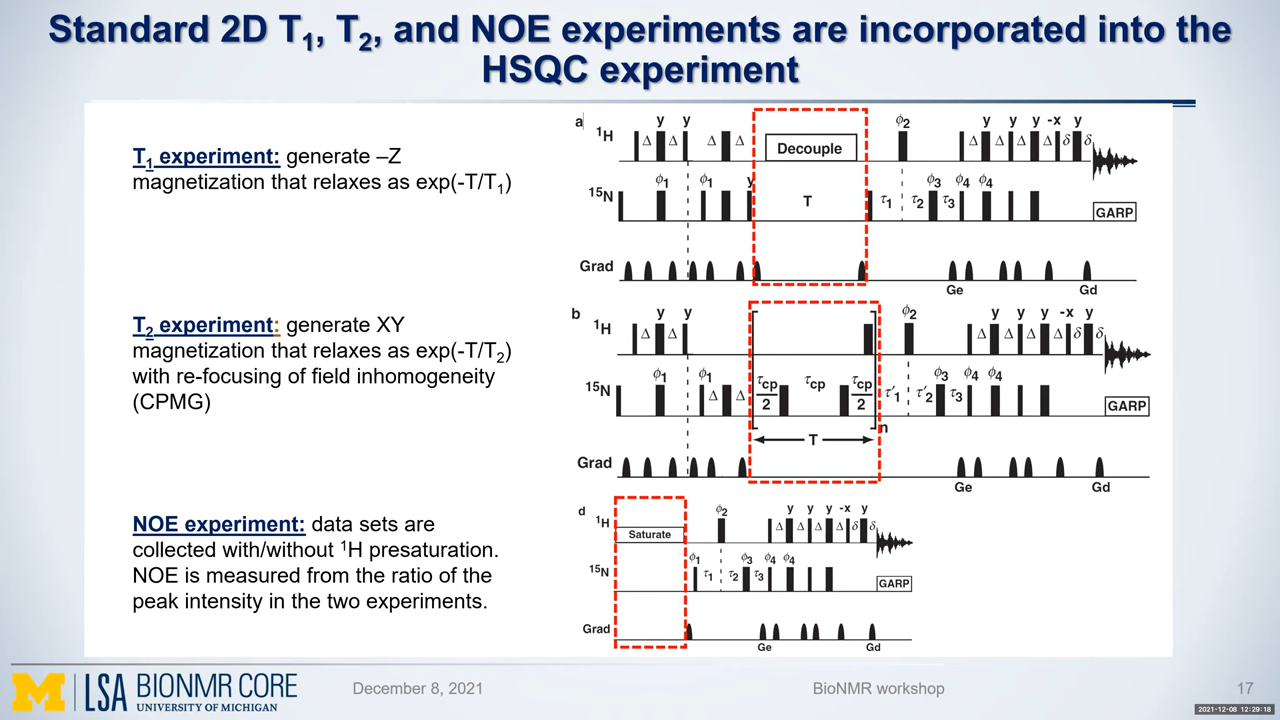 Standard 2D T1, T2, and NOE experiments are incorporated into the
HSQC experiment
T1 experiment: generate –Z
magnetization that relaxes as exp(-T/T1)
a
1H
y y
Δ Δ Δ Δ
Decouple
ϕ2
y y y -x y
Δ Δ Δ Δ δ δ
15N
ϕ1 ϕ1 y
T
τ1 τ2 ϕ3 τ3 ϕ4 ϕ4
GARP
Grad
Ge Gd
T2 experiment: generate XY
magnetization that relaxes as exp(-T/T2)
with re-focusing of field inhomogeneity
(CPMG)
b
1H
y y
Δ Δ
ϕ2
y y y -x y
Δ Δ Δ Δ δ δ
15N
ϕ1 ϕ1
Δ Δ
τcp/2 τcp τcp/2
n
τ'1 τ'2 ϕ3 τ3 ϕ4 ϕ4
GARP
T
Grad
Ge Gd
NOE experiment: data sets are
collected with/without 1H presaturation.
NOE is measured from the ratio of the
peak intensity in the two experiments.
d
1H
Saturate
ϕ2
y y y -x y
Δ Δ Δ Δ δ δ
15N
ϕ1 τ1 τ2 ϕ3 τ3 ϕ4 ϕ4
GARP
Grad
Ge Gd
M LSA BIONMR CORE
UNIVERSITY OF MICHIGAN
December 8, 2021
BioNMR workshop
17
2021-12-08 12:29:18